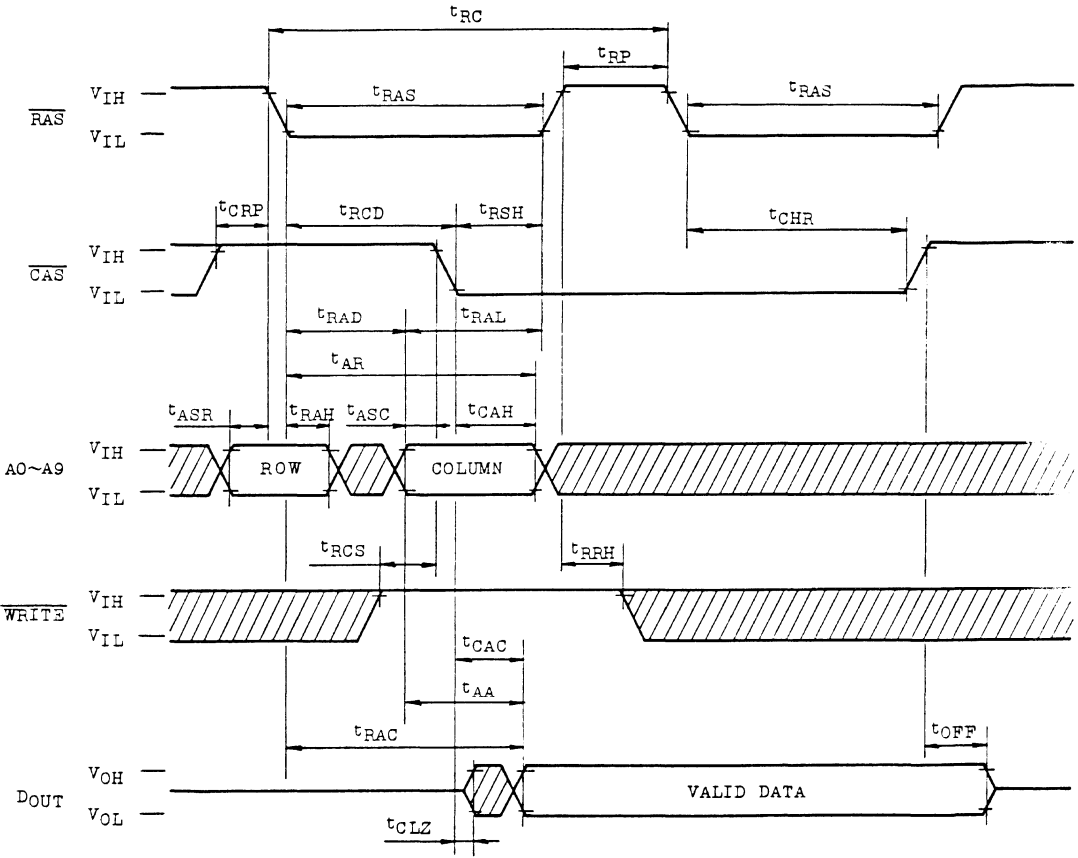 tRC
tRP
VIH
tRAS
tRAS
RAS
VIL
tCRP
tRCD
tRSH
tCHR
VIH
CAS
VIL
tRAD
tRAL
tAR
tASR
tRAH
tASC
tCAH
VIH
A0~A9
ROW
COLUMN
VIL
tRCS
tRRH
VIH
WRITE
VIL
tCAC
tAA
tRAC
tOFF
VOH
DOUT
VALID DATA
VOL
tCLZ